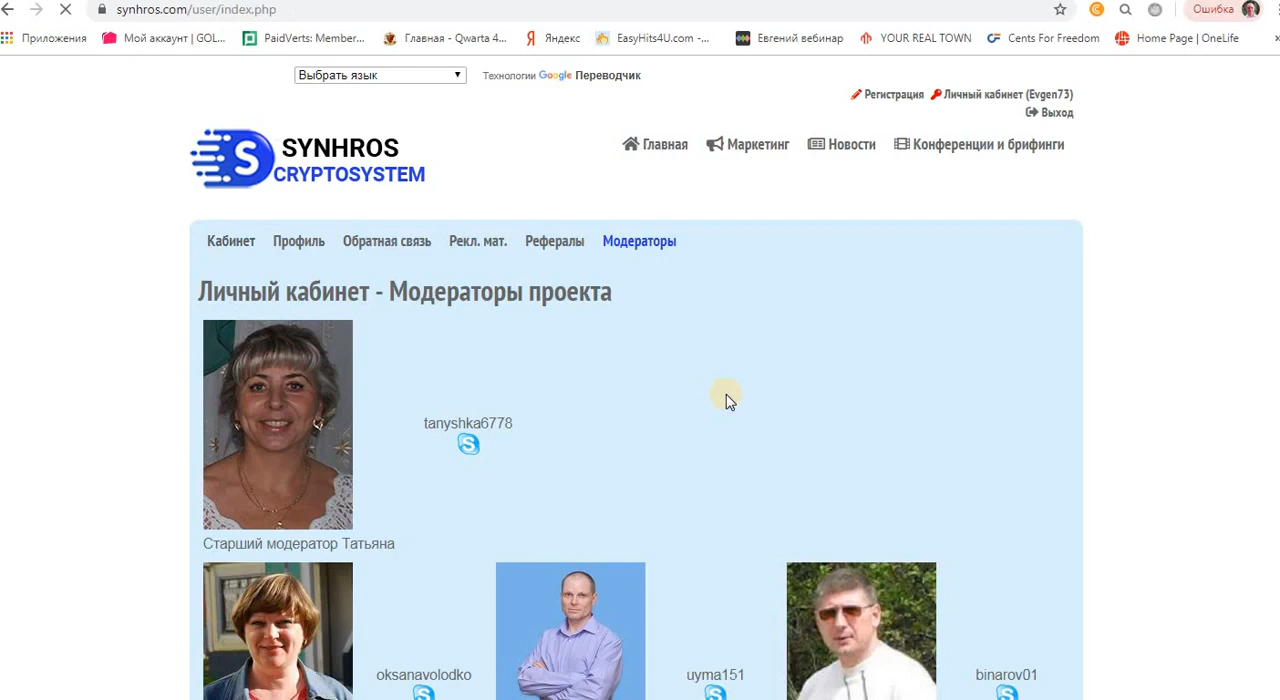 synhros.com/user/index.php
Ошибка
Приложения
Мой аккаунт | GOL...
PaidVerts: Member...
Главная - Qwarta 4...
Яндекс
EasyHits4U.com -...
Евгений вебинар
YOUR REAL TOWN
Cents For Freedom
Home Page | OneLife
»
Выбрать язык
Технологии Google Переводчик
Регистрация Личный кабинет (Evgen73)
Выход
SYNHROS
CRYPTOSYSTEM
Главная Маркетинг Новости Конференции и брифинги
Кабинет Профиль Обратная связь Рекл. мат. Рефералы Модераторы
Личный кабинет - Модераторы проекта
tanyshka6778
Старший модератор Татьяна
oksanavolodko
uyma151
binarov01